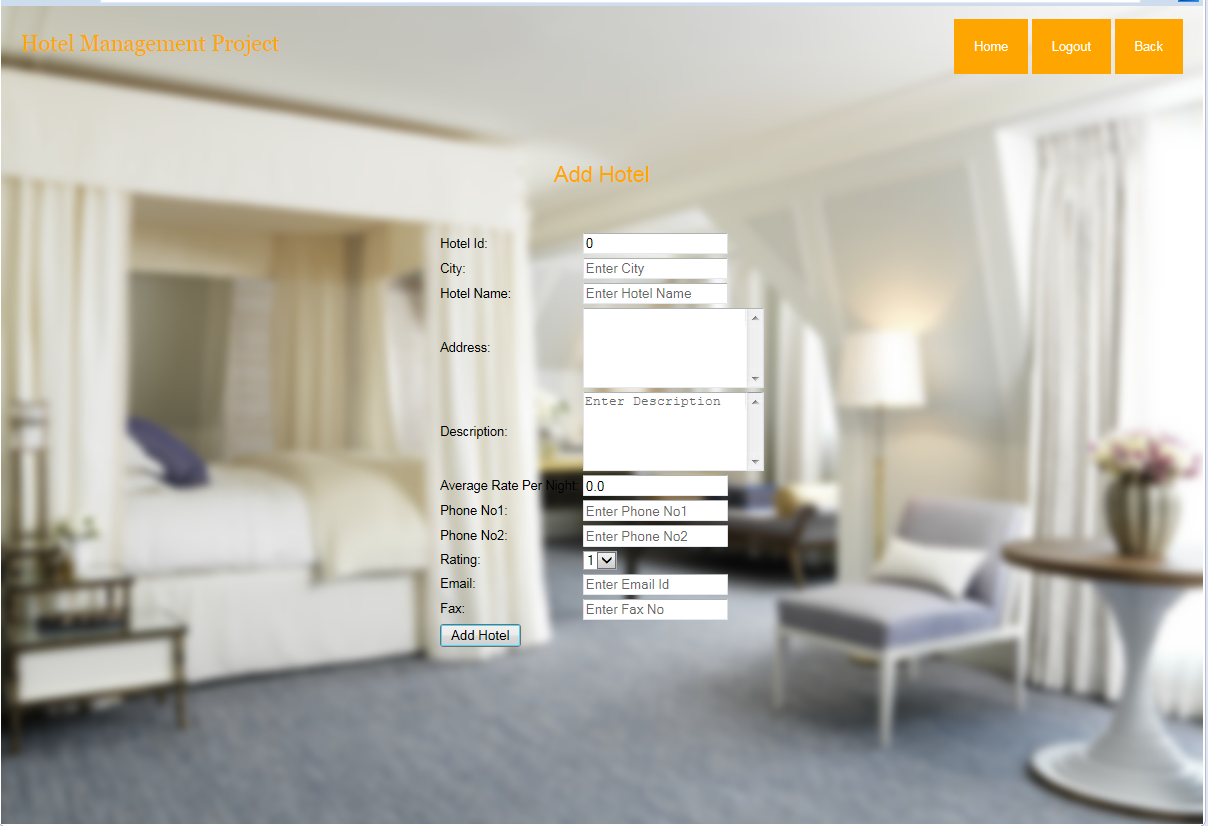 Hotel Management Project
Home Logout Back
Add Hotel
Hotel Id: 0
City: Enter City
Hotel Name: Enter Hotel Name
Address:
Description: Enter Description
Average Rate Per Night. 0.0
Phone No1: Enter Phone No1
Phone No2: Enter Phone No2
Rating: 1
Email: Enter Email Id
Fax: Enter Fax No
Add Hotel